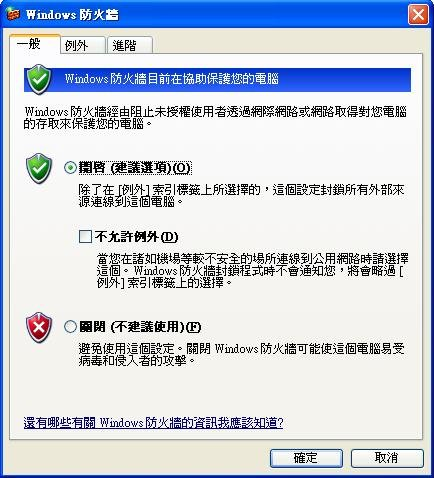 Windows 防火牆
一般
例外
進階
Windows 防火牆目前在協助保護您的電腦
Windows 防火牆經由阻止未授權使用者透過網際網路或網路取得對您電腦
的存取來保護您的電腦。
開啓 (建議選項)(O)
除了在 [例外] 索引標籤上所選擇的，這個設定封鎖所有外部來
源連線到這個電腦。
不允許例外(D)
當您在諸如機場等較不安全的場所連線到公用網路時請選擇
這個。Windows 防火牆封鎖程式時不會通知您，將會略過 [
例外] 索引標籤上的選擇。
關閉 (不建議使用)(F)
避免使用這個設定。關閉 Windows 防火牆可能使這個電腦易受
病毒和侵入者的攻擊。
還有哪些有關 Windows 防火牆的資訊我應該知道?
確定
取消